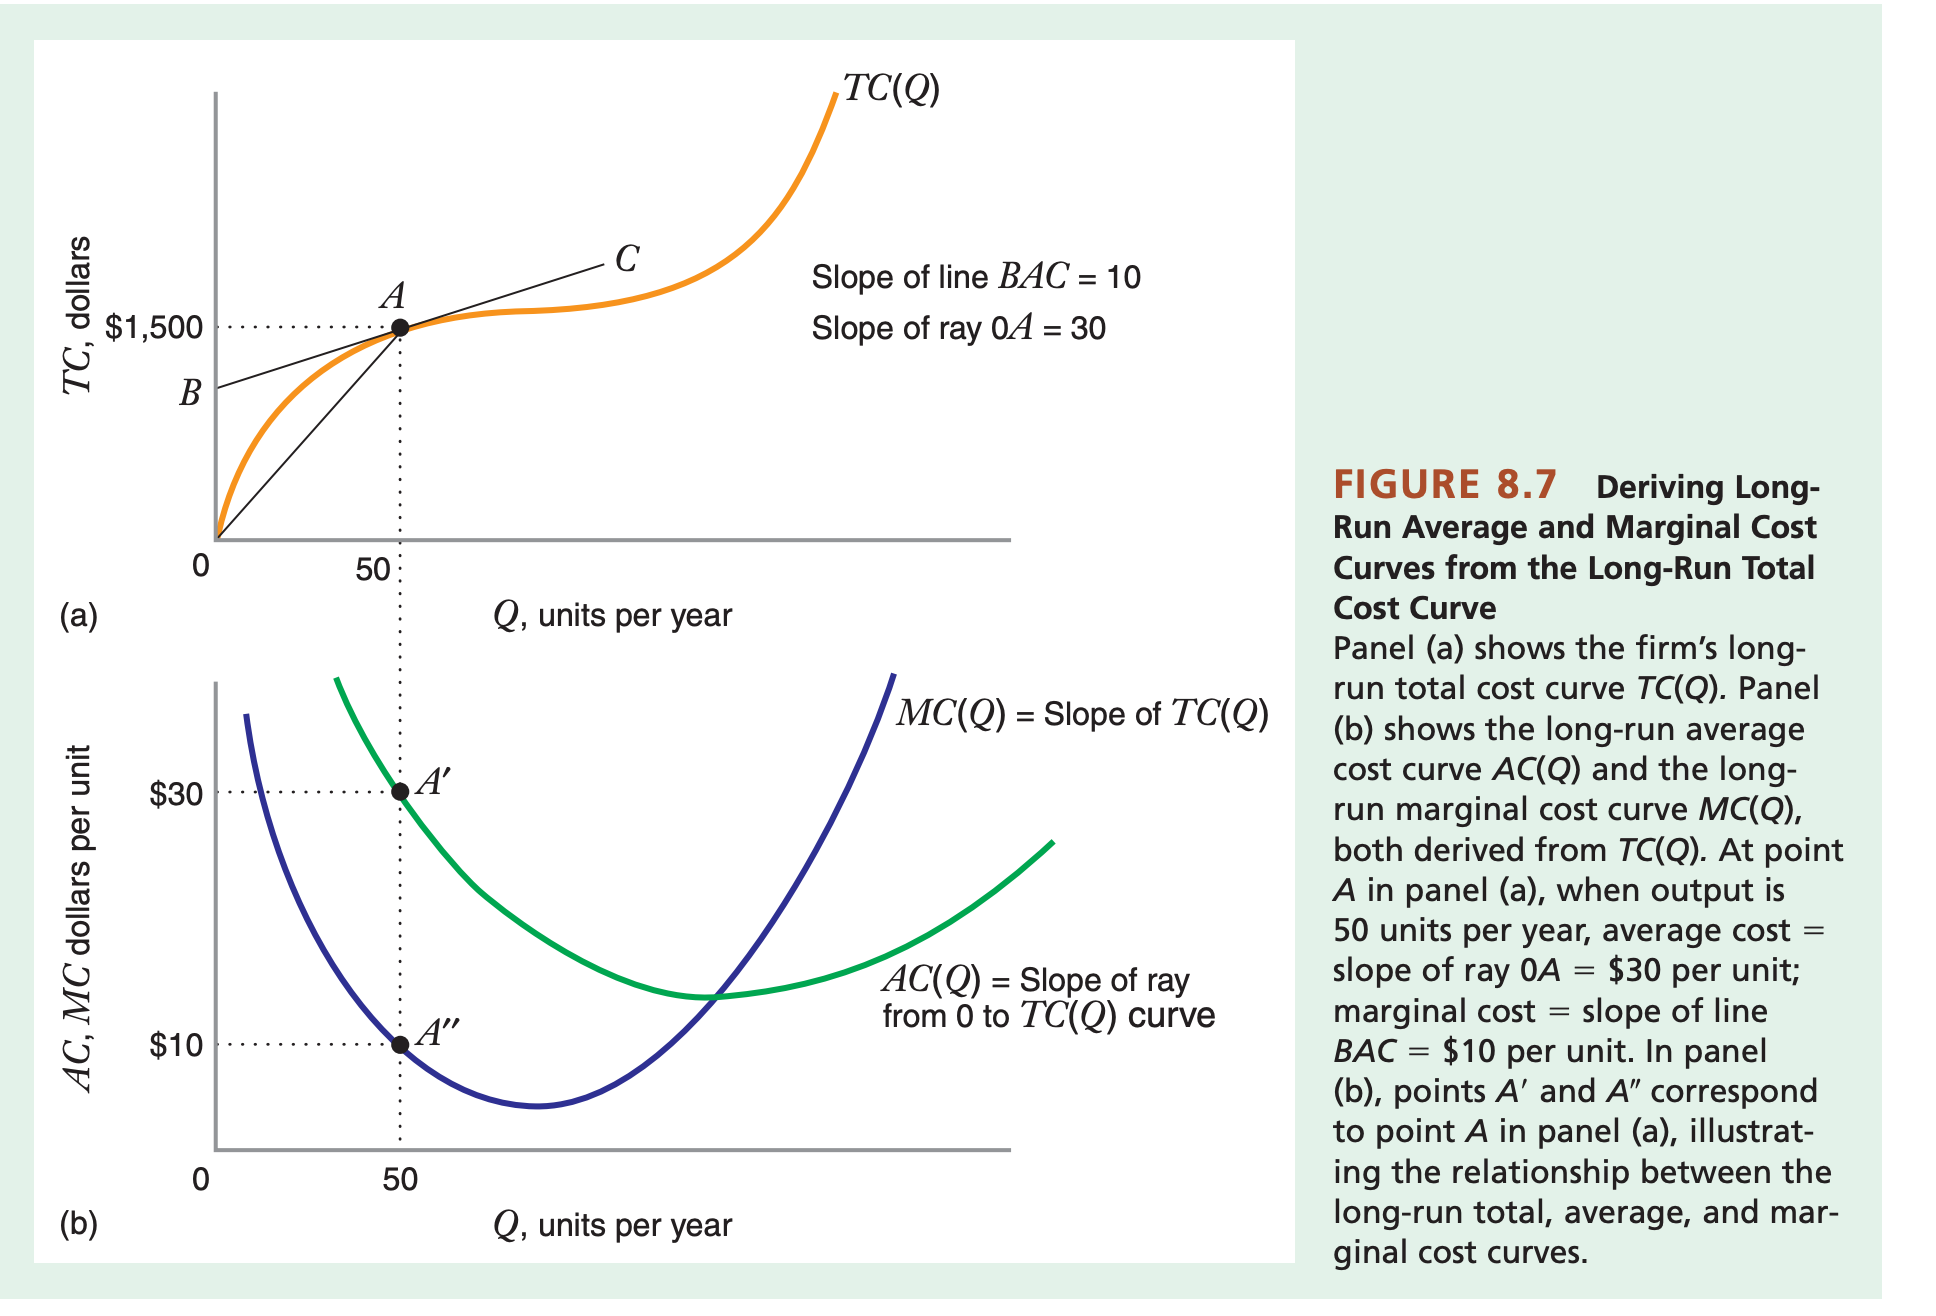 TC(Q)
TC, dollars
C
A
Slope of line BAC = 10
$1,500
Slope of ray 0A = 30
B
0
50
(a)
Q, units per year
MC(Q) = Slope of TC(Q)
AC, MC dollars per unit
$30
A′
AC(Q) = Slope of ray
from 0 to TC(Q) curve
$10
A″
0
50
(b)
Q, units per year
FIGURE 8.7 Deriving Long-
Run Average and Marginal Cost
Curves from the Long-Run Total
Cost Curve
Panel (a) shows the firm’s long-
run total cost curve TC(Q). Panel
(b) shows the long-run average
cost curve AC(Q) and the long-
run marginal cost curve MC(Q),
both derived from TC(Q). At point
A in panel (a), when output is
50 units per year, average cost =
slope of ray 0A = $30 per unit;
marginal cost = slope of line
BAC = $10 per unit. In panel
(b), points A′ and A″ correspond
to point A in panel (a), illustrat-
ing the relationship between the
long-run total, average, and mar-
ginal cost curves.